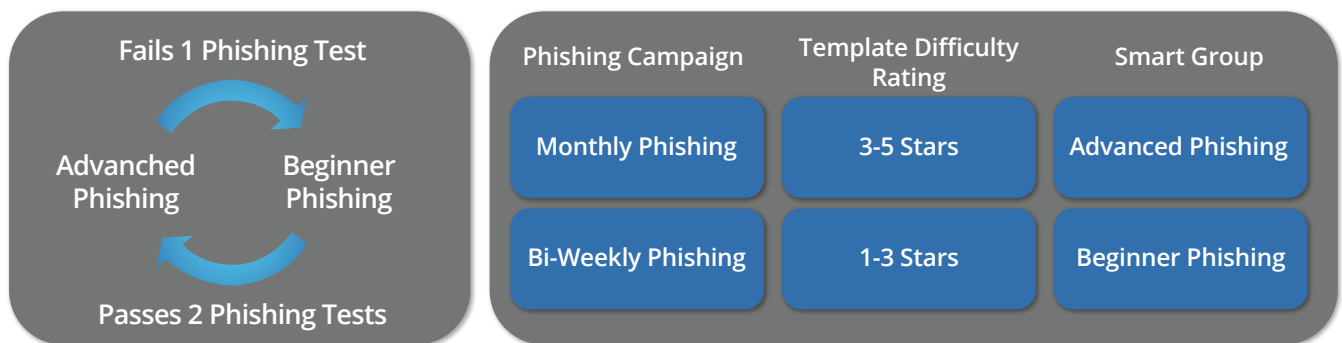 Fails 1 Phishing Test
Advanched
Phishing
Beginner
Phishing
Passes 2 Phishing Tests
Phishing Campaign
Template Difficulty
Rating
Smart Group
Monthly Phishing
3-5 Stars
Advanced Phishing
Bi-Weekly Phishing
1-3 Stars
Beginner Phishing